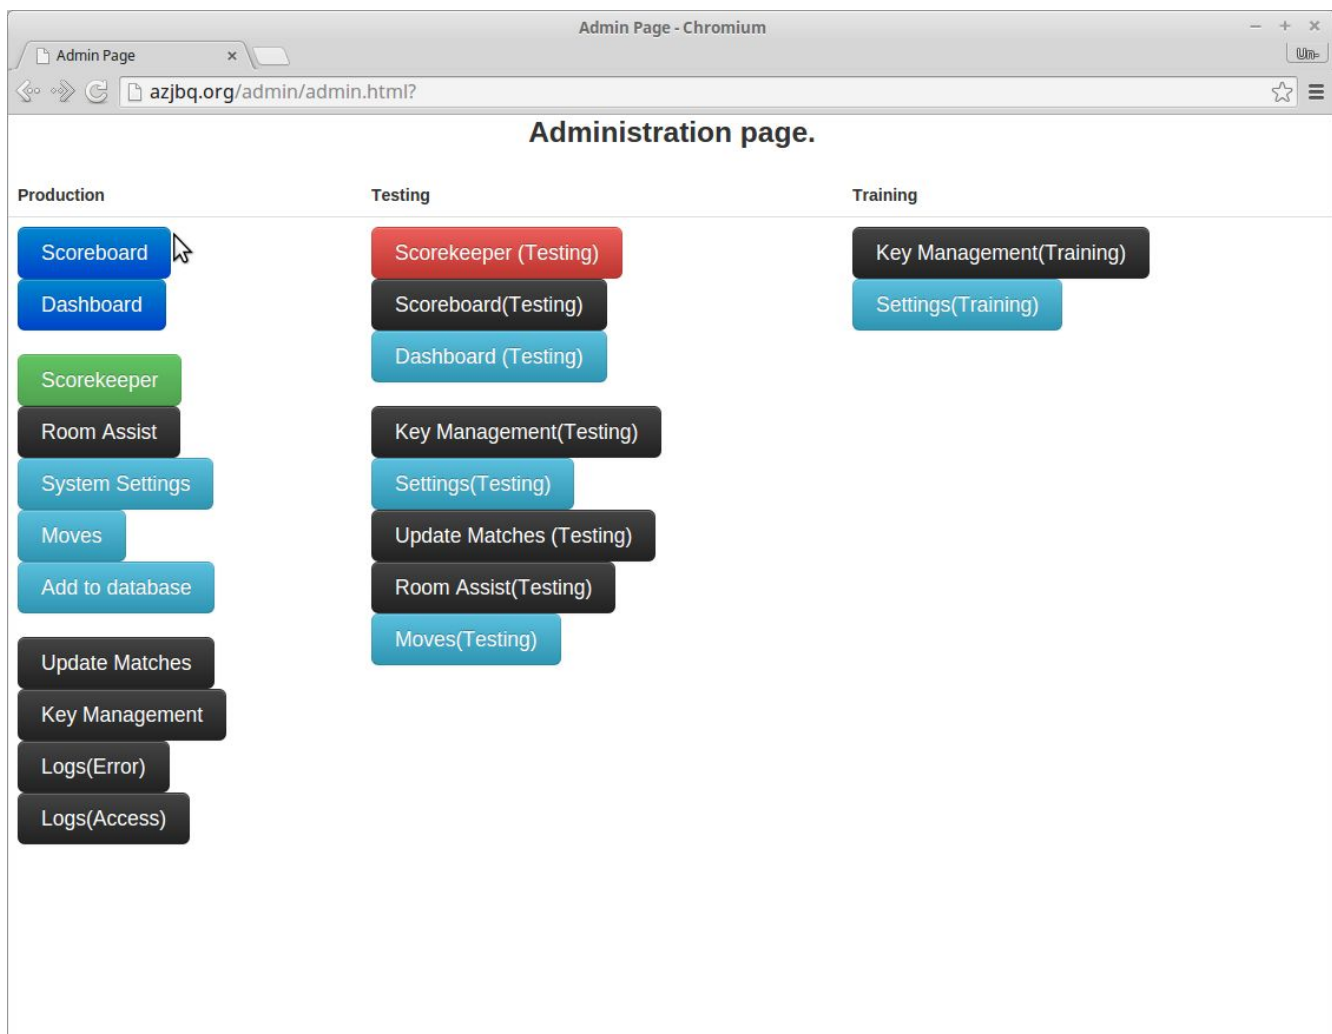 Admin Page - Chromium
Admin Page
Un-
azjbq.org/admin/admin.html?
Administration page.
Production
Testing
Training
Scoreboard
Dashboard
Scorekeeper
Room Assist
System Settings
Moves
Add to database
Update Matches
Key Management
Logs(Error)
Logs(Access)
Scorekeeper (Testing)
Scoreboard(Testing)
Dashboard (Testing)
Key Management(Testing)
Settings(Testing)
Update Matches (Testing)
Room Assist(Testing)
Moves(Testing)
Key Management(Training)
Settings(Training)